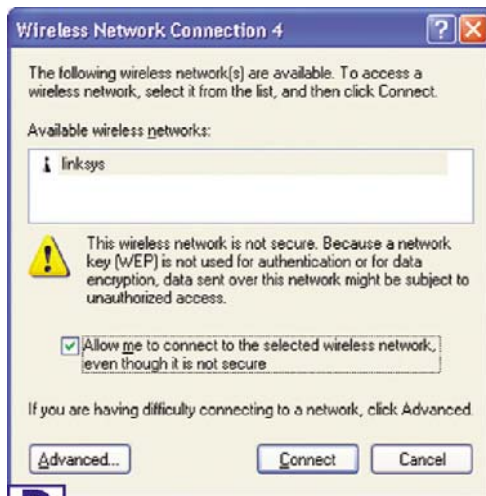 Wireless Network Connection 4
The following wireless network(s) are available. To access a
wireless network, select it from the list, and then click Connect.
Available wireless networks:
linksys
This wireless network is not secure. Because a network
key (WEP) is not used for authentication or for data
encryption, data sent over this network might be subject to
unauthorized access.
Allow me to connect to the selected wireless network,
even though it is not secure
If you are having difficulty connecting to a network, click Advanced.
Advanced... Connect Cancel